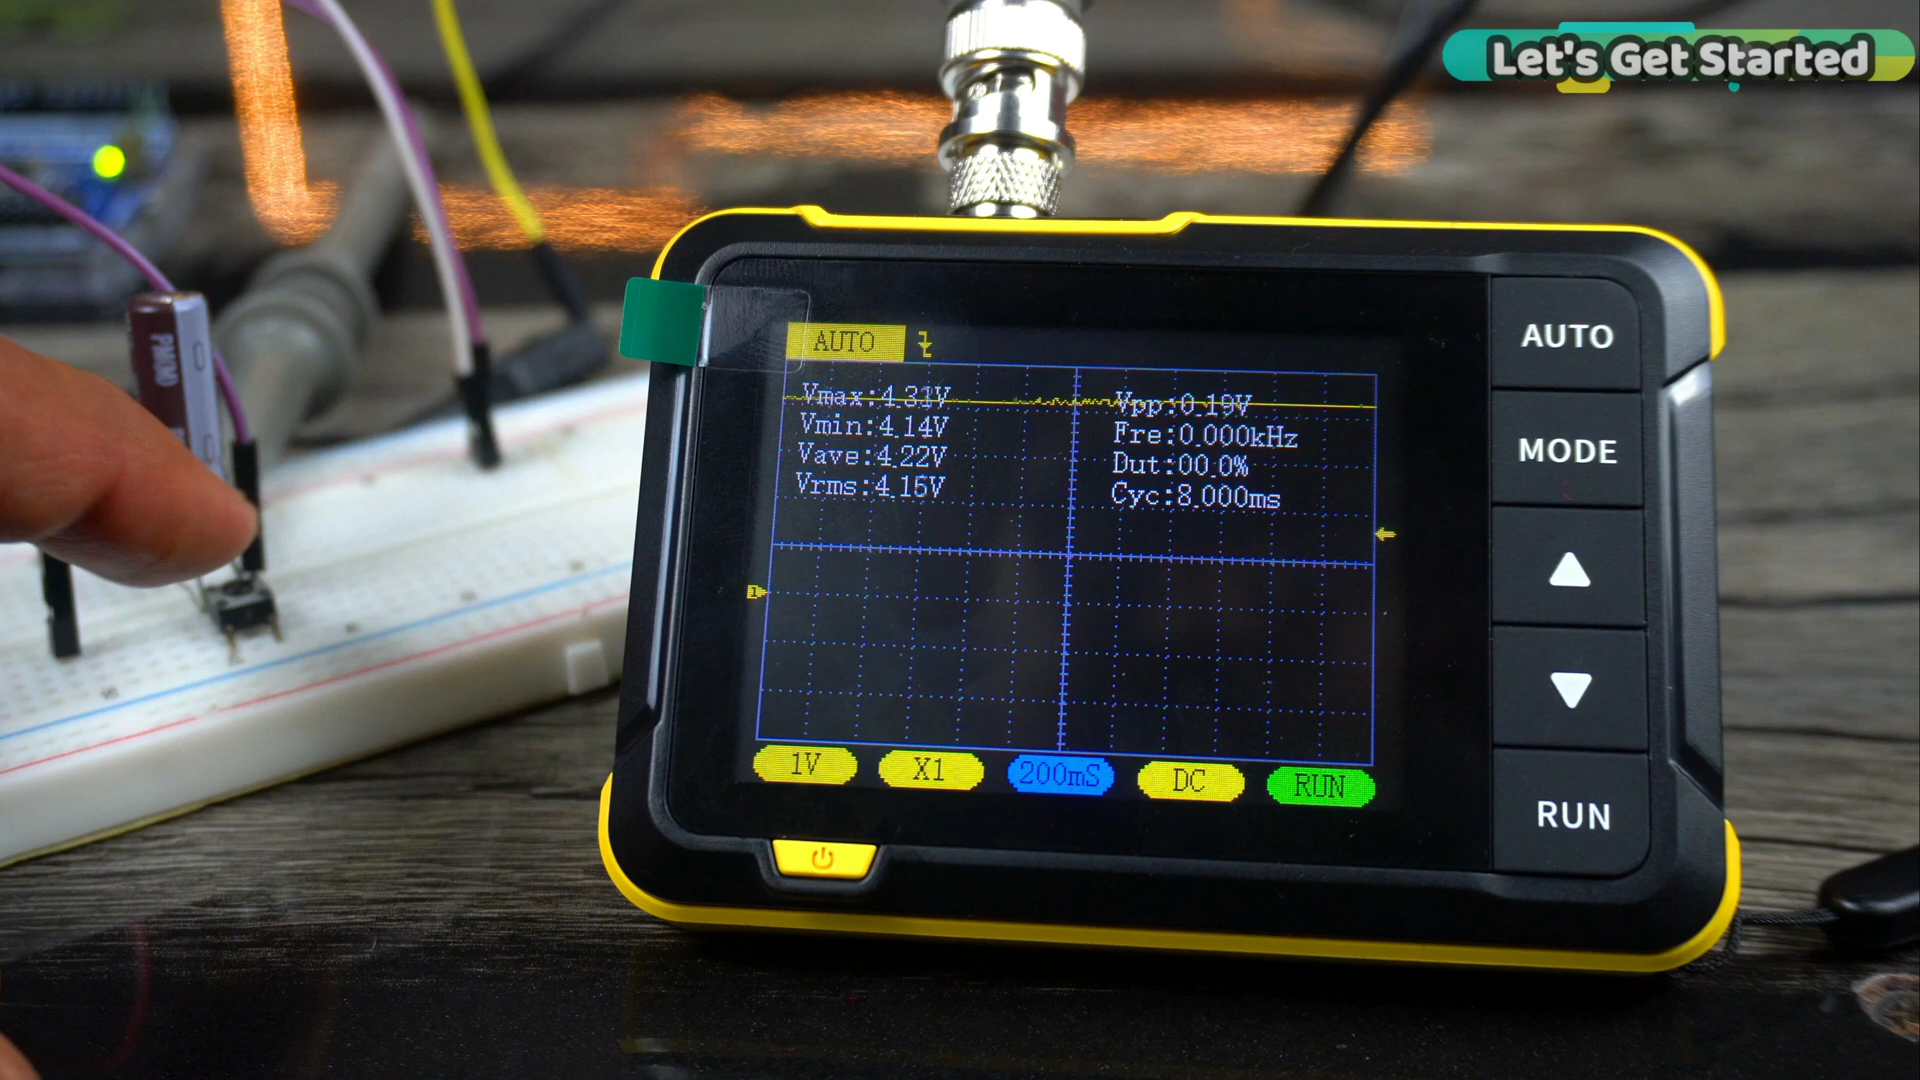 Let's Get Started
AUTO
Vmax:4.31V
Vmin:4.14V
Vave:4.22V
Vrms:4.15V
Vpp:0.19V
Fre:0.000kHz
Dut:00.0%
Cyc:8.000ms
1V
X1
200mS
DC
RUN
AUTO
MODE
RUN